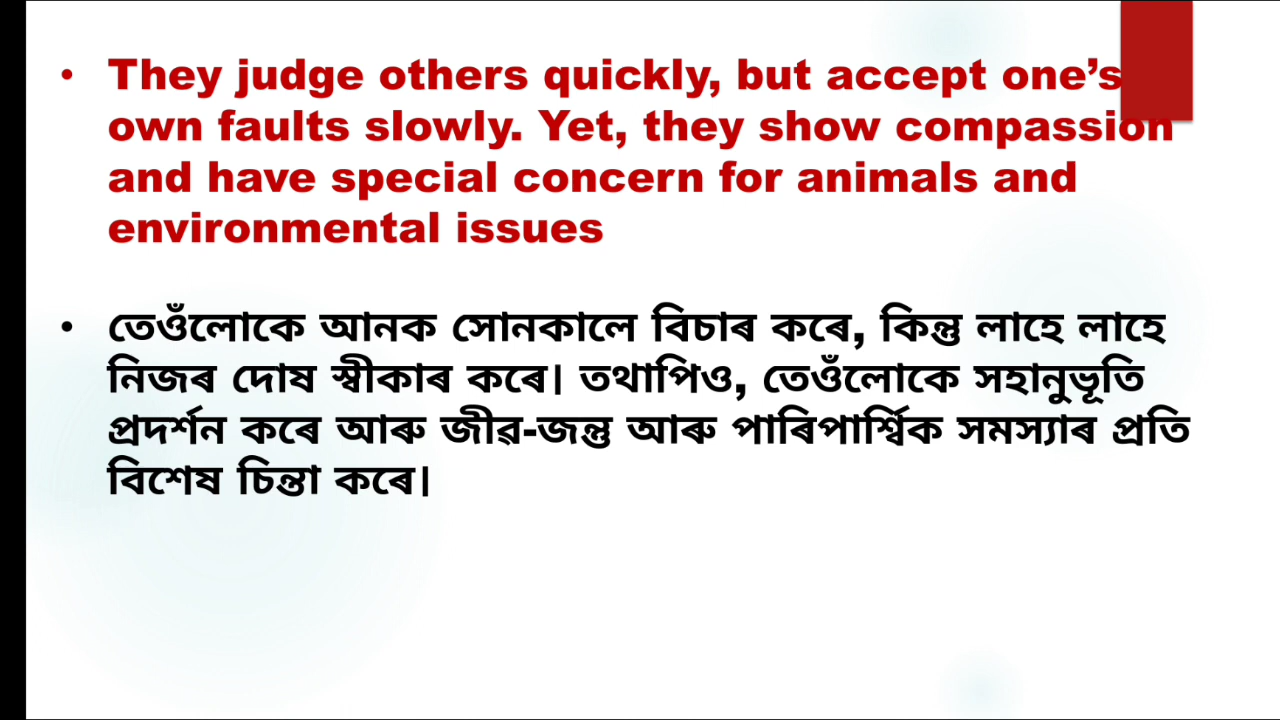 • They judge others quickly, but accept one’s
own faults slowly. Yet, they show compassion
and have special concern for animals and
environmental issues
• তেওঁলোকে আনক সোনকালে বিচাৰ কৰে, কিন্তু লাহে লাহে
নিজৰ দোষ স্বীকাৰ কৰে। তথাপিও, তেওঁলোকে সহানুভূতি
প্ৰদৰ্শন কৰে আৰু জীৱ-জন্তু আৰু পাৰিপাৰ্শ্বিক সমস্যাৰ প্ৰতি
বিশেষ চিন্তা কৰে।